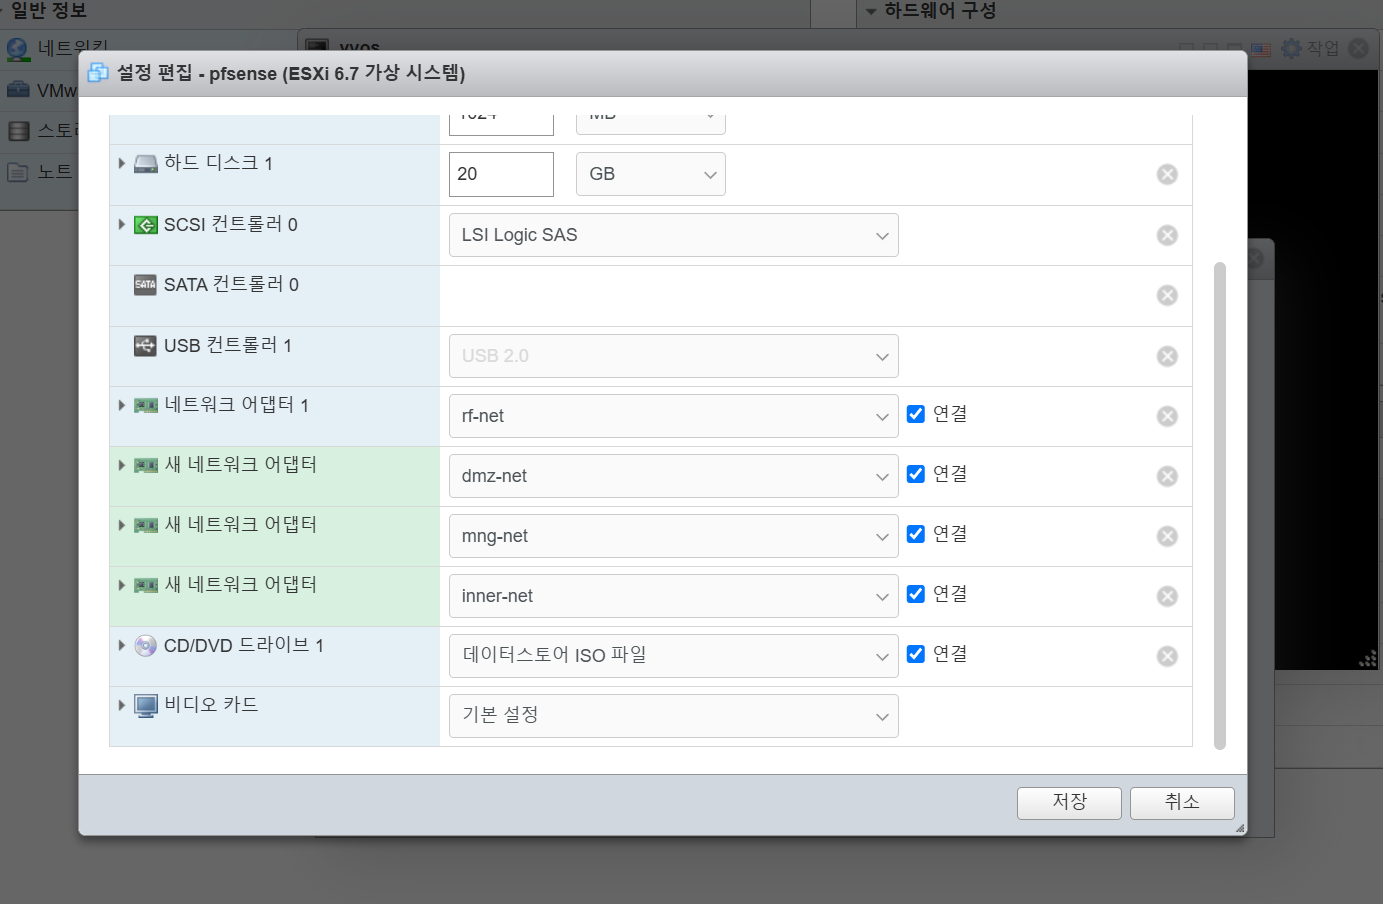 일반 정보
하드웨어 구성
네트워킹
vyos
작업
설정 편집 - pfsense (ESXi 6.7 가상 시스템)
VMw
스토리
노트
1024
MB
하드 디스크 1
20
GB
SCSI 컨트롤러 0
LSI Logic SAS
SATA
SATA 컨트롤러 0
USB 컨트롤러 1
USB 2.0
네트워크 어댑터 1
rf-net
연결
새 네트워크 어댑터
dmz-net
연결
새 네트워크 어댑터
mng-net
연결
새 네트워크 어댑터
inner-net
연결
CD/DVD 드라이브 1
데이터스토어 ISO 파일
연결
비디오 카드
기본 설정
저장
취소